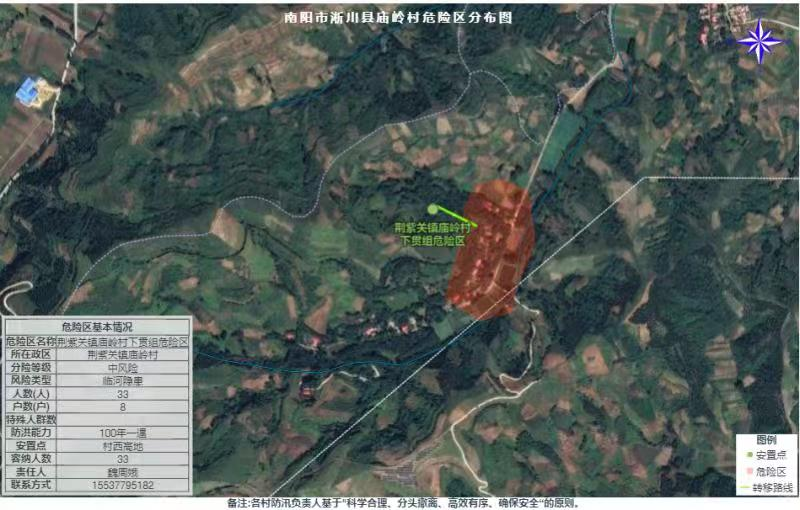 南阳市淅川县庙岭村危险区分布图
荆紫关镇庙岭村
下贯组危险区
危险区基本情况
危险区名称 荆紫关镇庙岭村下贯组危险区
所在政区 荆紫关镇庙岭村
分险等级 中风险
风险类型 临河隐患
人数(人) 33
户数(户) 8
特殊人群数
防洪能力 100年一遇
安置点 村西高地
容纳人数 33
责任人 魏周娥
联系方式 15537795182
图例
安置点
危险区
转移路线
备注:各村防汛负责人基于"科学合理、分头撤离、高效有序、确保安全"的原则。